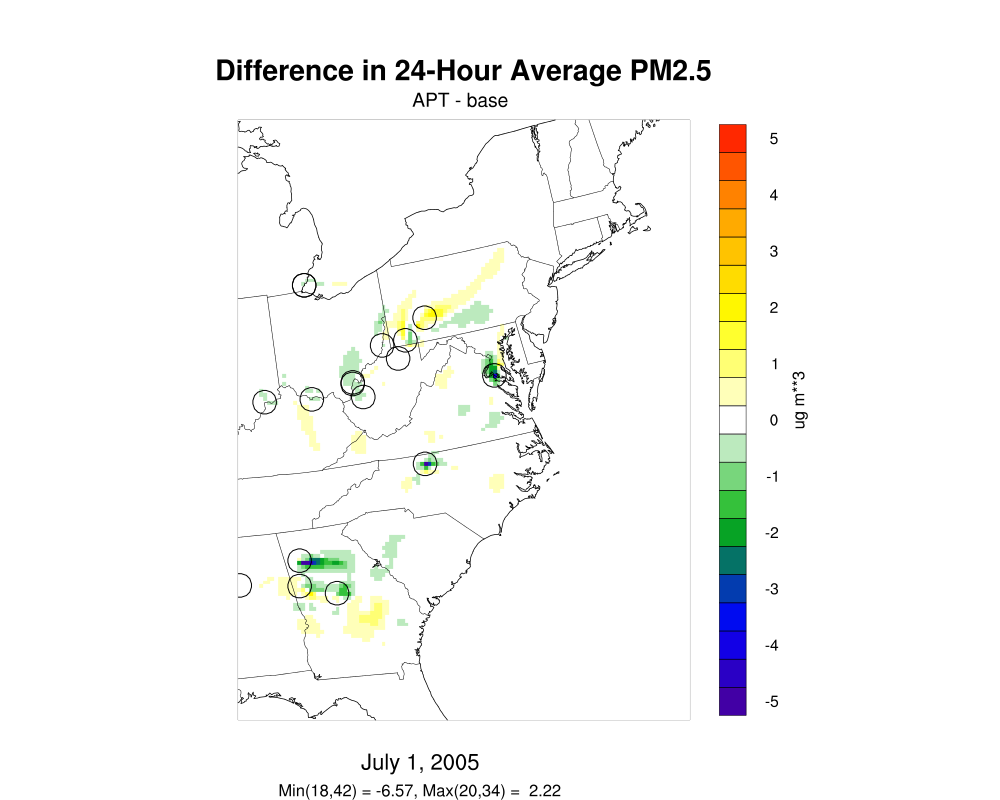 Difference in 24-Hour Average PM2.5
APT - base
5
4
3
2
1
0
-1
-2
-3
-4
-5
ug m**3
July 1, 2005
Min(18,42) = -6.57, Max(20,34) = 2.22